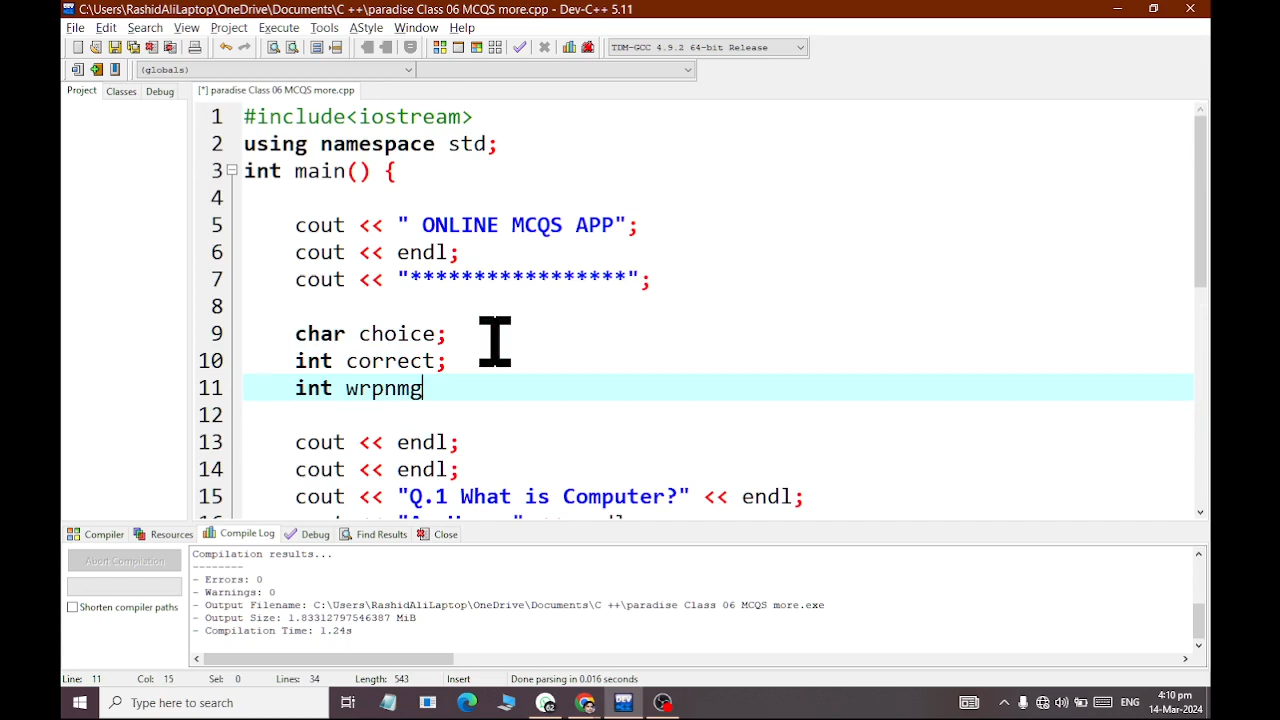 C:\Users\RashidAliLaptop\OneDrive\Documents\C ++\paradise Class 06 MCQS more.cpp - Dev-C++ 5.11
File Edit Search View Project Execute Tools AStyle Window Help
TDM-GCC 4.9.2 64-bit Release
(globals)
Project Classes Debug [*] paradise Class 06 MCQS more.cpp
1 #include<iostream>
2 using namespace std;
3 int main() {
4
5 cout << " ONLINE MCQS APP";
6 cout << endl;
7 cout << "*****************";
8
9 char choice;
10 int correct;
11 int wrpnmg
12
13 cout << endl;
14 cout << endl;
15 cout << "Q.1 What is Computer?" << endl;
Compiler Resources Compile Log Debug Find Results Close
Abort Compilation
Shorten compiler paths
Compilation results...
--------
- Errors: 0
- Warnings: 0
- Output Filename: C:\Users\RashidAliLaptop\OneDrive\Documents\C ++\paradise Class 06 MCQS more.exe
- Output Size: 1.83312797546387 MiB
- Compilation Time: 1.24s
Line: 11 Col: 15 Sel: 0 Lines: 34 Length: 543 Insert Done parsing in 0.016 seconds
Type here to search
ENG
4:10 pm
14-Mar-2024